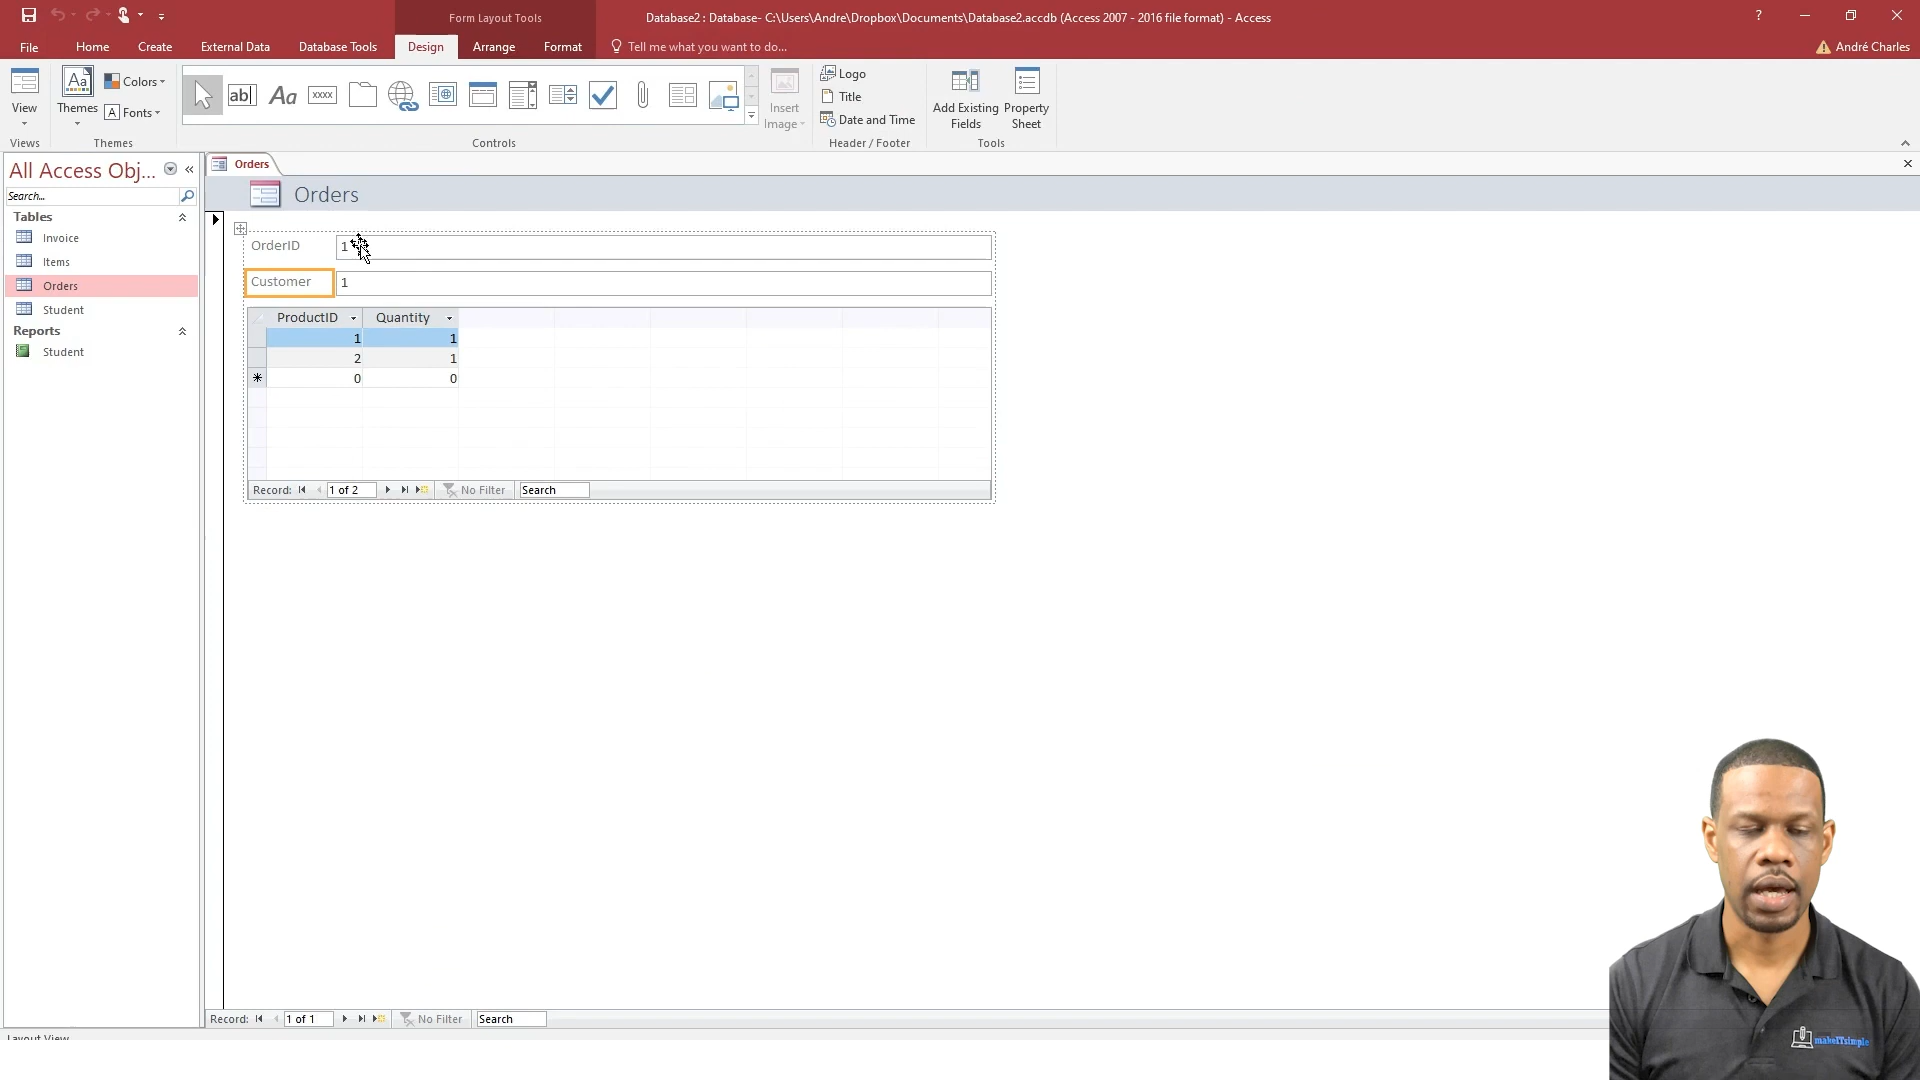 Form Layout Tools
Database2 : Database- C:\Users\Andre\Dropbox\Documents\Database2.accdb (Access 2007 - 2016 file format) - Access
?
File Home Create External Data Database Tools Design Arrange Format Tell me what you want to do... André Charles
View
Views
Aa
Themes
Colors
A Fonts
Themes
ab|
Aa
xxxx
Controls
Insert
Image
Logo
Title
Date and Time
Header / Footer
Add Existing
Fields
Property
Sheet
Tools
All Access Obj... «
Search...
Tables
Invoice
Items
Orders
Student
Reports
Student
Orders
Orders
OrderID 1
Customer 1
ProductID Quantity
1 1
2 1
0 0
Record: 1 of 2 No Filter Search
Record: 1 of 1 No Filter Search
Layout View
makeITsimple